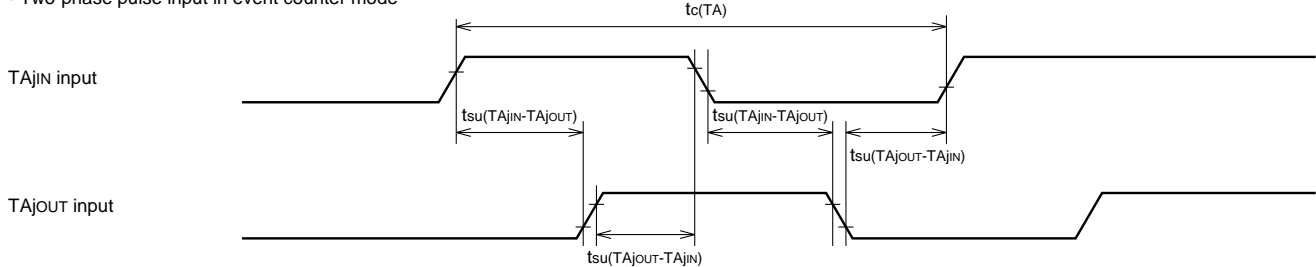 • Two-phase pulse input in event counter mode
tc(TA)
TAjIN input
tsu(TAjIN-TAjOUT)
tsu(TAjIN-TAjOUT)
tsu(TAjOUT-TAjIN)
TAjOUT input
tsu(TAjOUT-TAjIN)